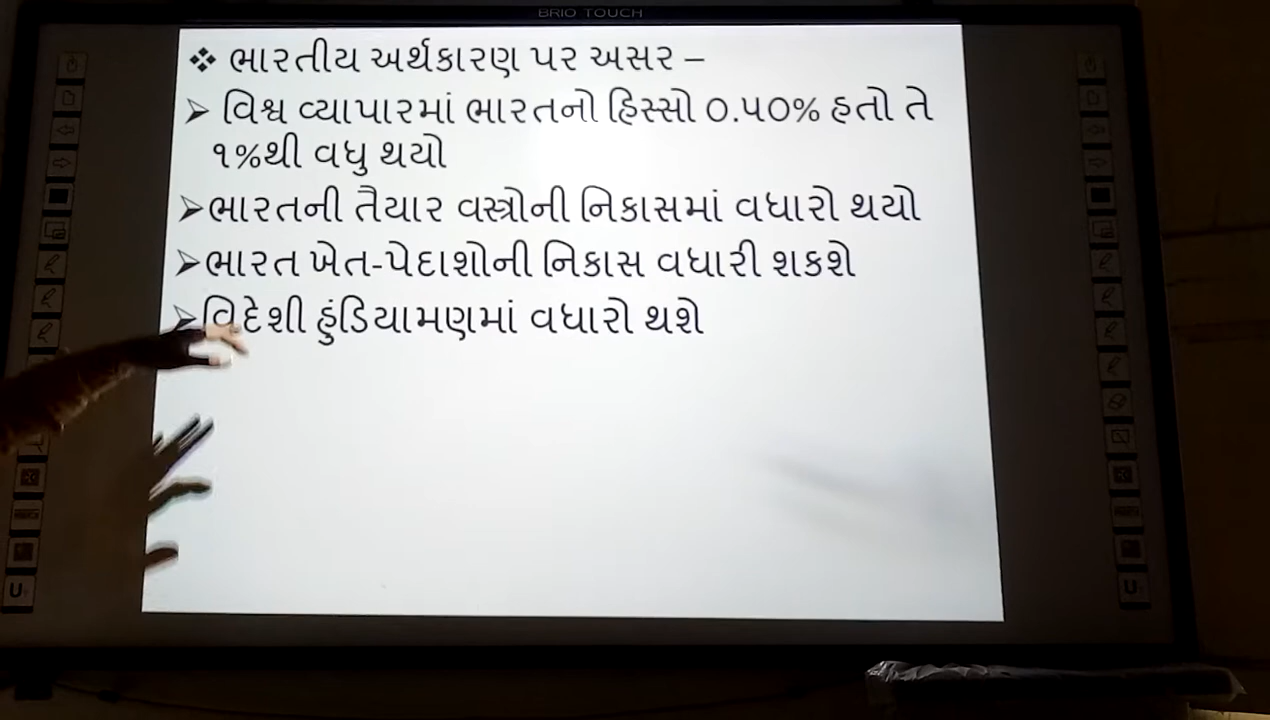 BRIO TOUCH
❖ ભારતીય અર્થકારણ પર અસર –
➢ વિશ્વ વ્યાપારમાં ભારતનો હિસ્સો ૦.૫૦% હતો તે
૧%થી વધુ થયો
➢ભારતની તૈયાર વસ્ત્રોની નિકાસમાં વધારો થયો
➢ભારત ખેત-પેદાશોની નિકાસ વધારી શકશે
➢વિદેશી હુંડિયામણમાં વધારો થશે